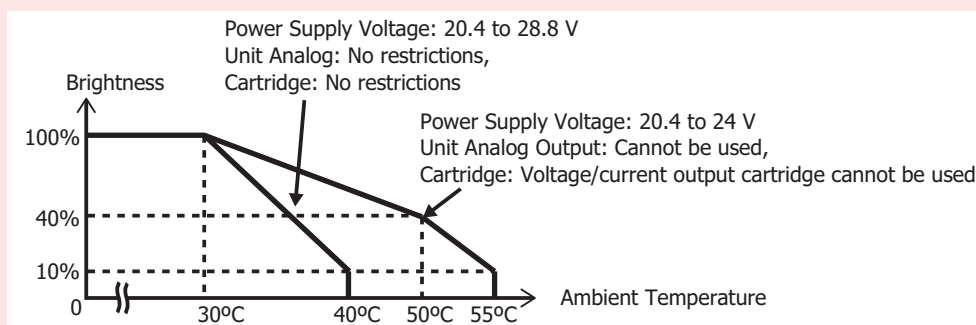 Power Supply Voltage: 20.4 to 28.8 V
Unit Analog: No restrictions,
Cartridge: No restrictions
Brightness
Power Supply Voltage: 20.4 to 24 V
Unit Analog Output: Cannot be used,
Cartridge: Voltage/current output cartridge cannot be used
100%
40%
10%
0
30ºC
40ºC
50ºC
55ºC
Ambient Temperature